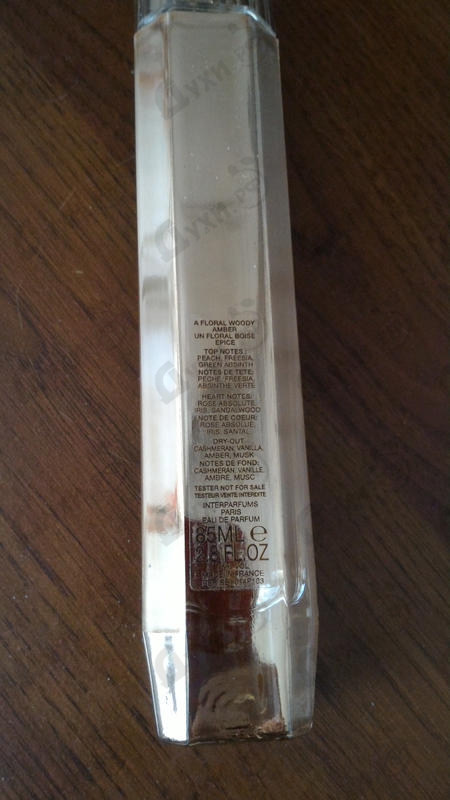 A FLORAL WOODY
AMBER
UN FLORAL BOISE
EPICE
TOP NOTES:
PEACH, FREESIA,
GREEN ABSINTH
NOTES DE TETE:
PECHE, FREESIA,
ABSINTHE VERTE
HEART NOTES:
ROSE ABSOLUTE,
IRIS, SANDALWOOD
NOTE DE COEUR:
ROSE ABSOLUE,
IRIS, SANTAL
DRY-OUT:
CASHMERAN, VANILLA,
AMBER, MUSK
NOTES DE FOND:
CASHMERAN, VANILLE,
AMBRE, MUSC
TESTER NOT FOR SALE
TESTEUR VENTE INTERDITE
INTERPARFUMS
PARIS
EAU DE PARFUM
85ML e
2.8 FL.OZ
MADE IN FRANCE